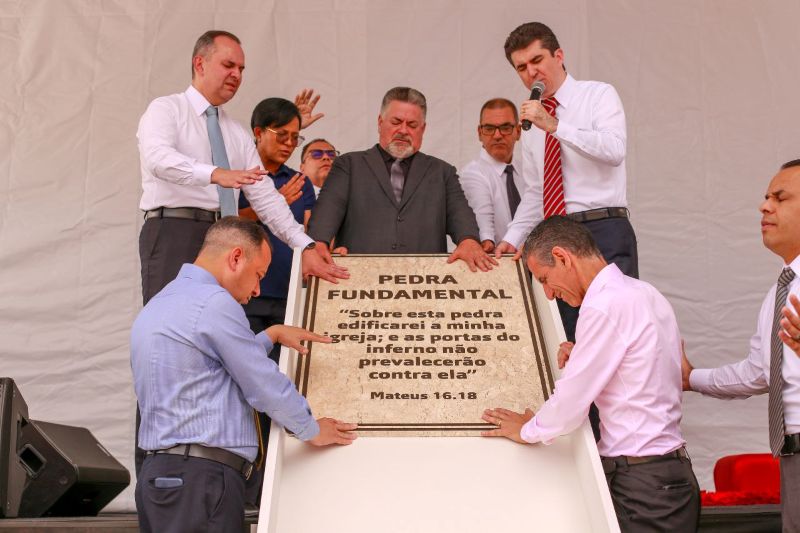 PEDRA
FUNDAMENTAL
“Sobre esta pedra
edificarei a minha
igreja; e as portas do
inferno não
prevalecerão
contra ela”
Mateus 16.18